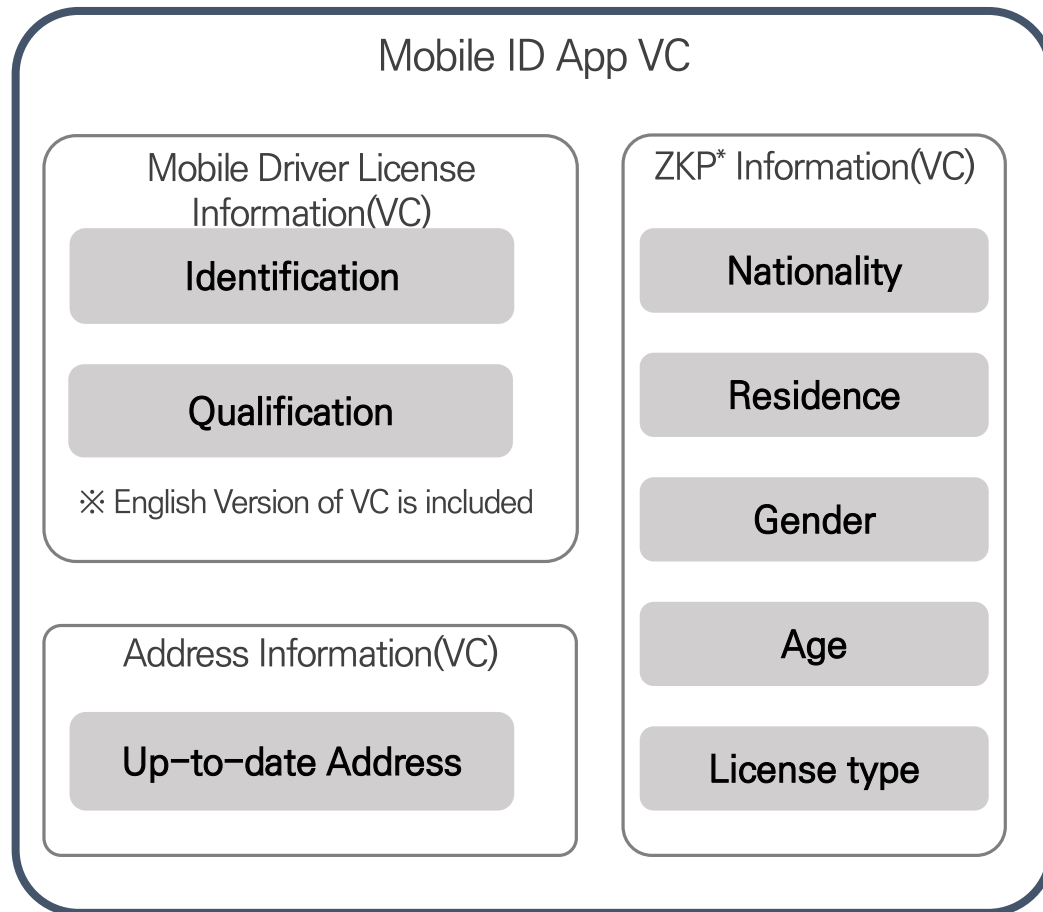 Mobile ID App VC
Mobile Driver License
Information(VC)
Identification
Qualification
※ English Version of VC is included
Address Information(VC)
Up-to-date Address
ZKP* Information(VC)
Nationality
Residence
Gender
Age
License type